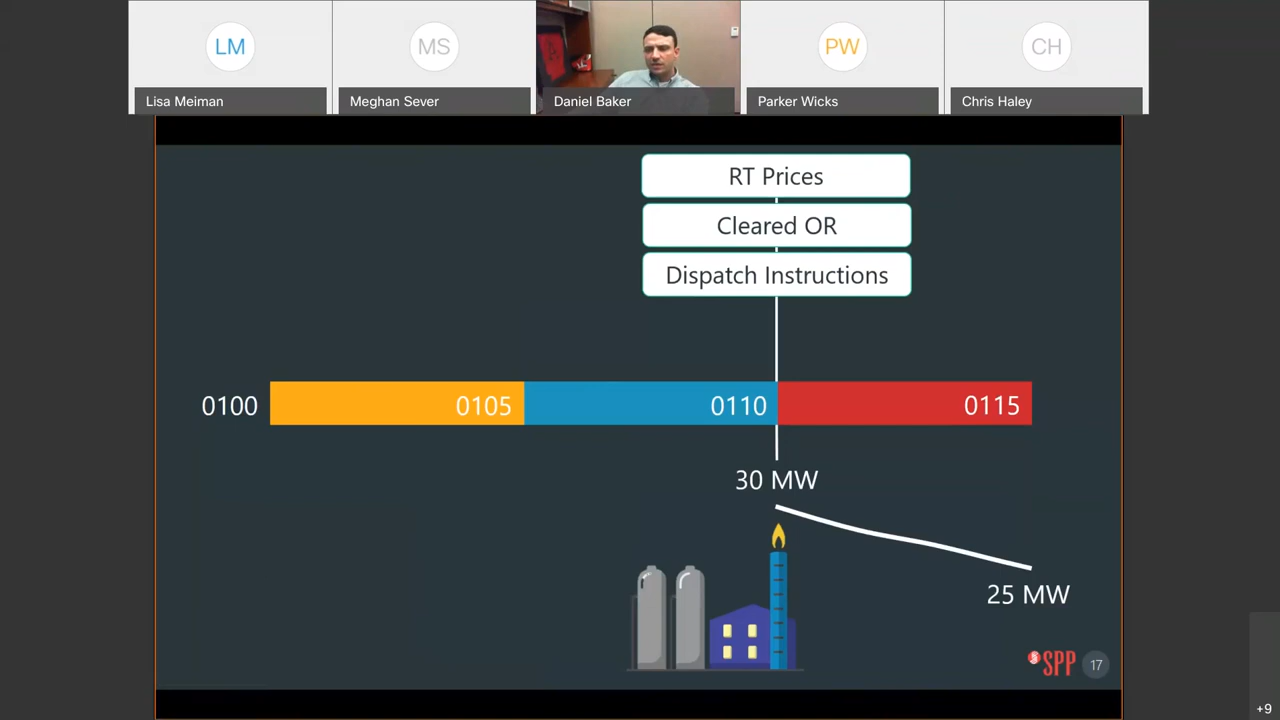 LM
MS
PW
CH
Lisa Meiman
Meghan Sever
Daniel Baker
Parker Wicks
Chris Haley
RT Prices
Cleared OR
Dispatch Instructions
0100
0105
0110
0115
30 MW
25 MW
SPP
17
+9